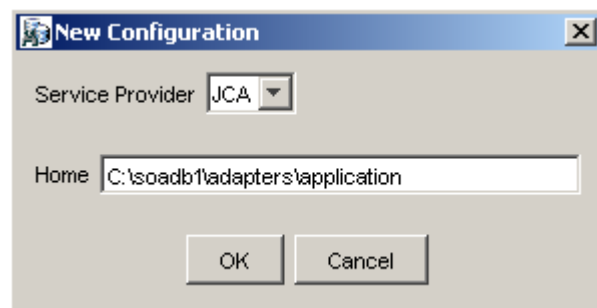 New Configuration
Service Provider JCA
Home C:\soadb1\adapters\application
OK Cancel